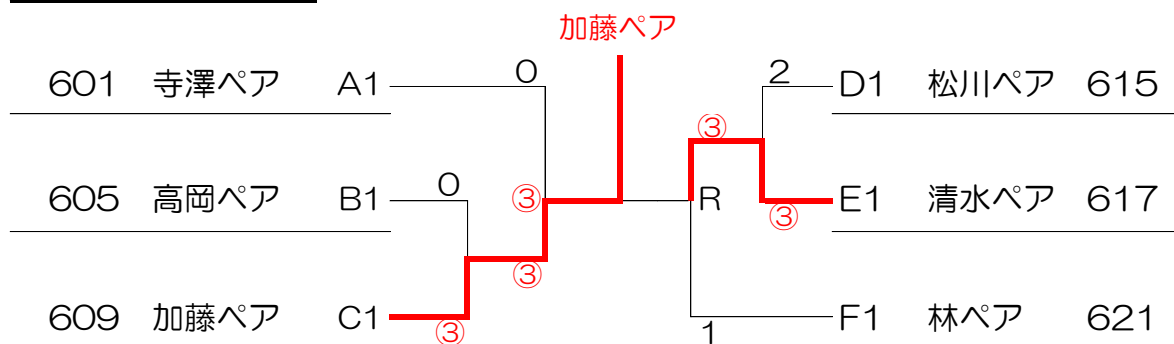 加藤ペア
601 寺澤ペア A1 0 2 D1 松川ペア 615
③
605 高岡ペア B1 0 ③ R ③ E1 清水ペア 617
③
609 加藤ペア C1 ③ 1 F1 林ペア 621